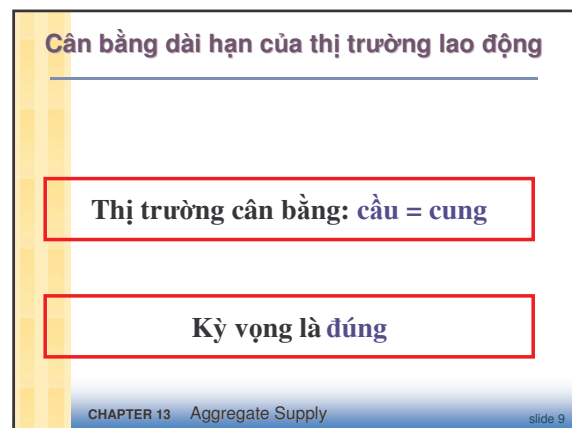 Cân bằng dài hạn của thị trường lao động
Thị trường cân bằng: cầu = cung
Kỳ vọng là đúng
CHAPTER 13 Aggregate Supply
slide 9